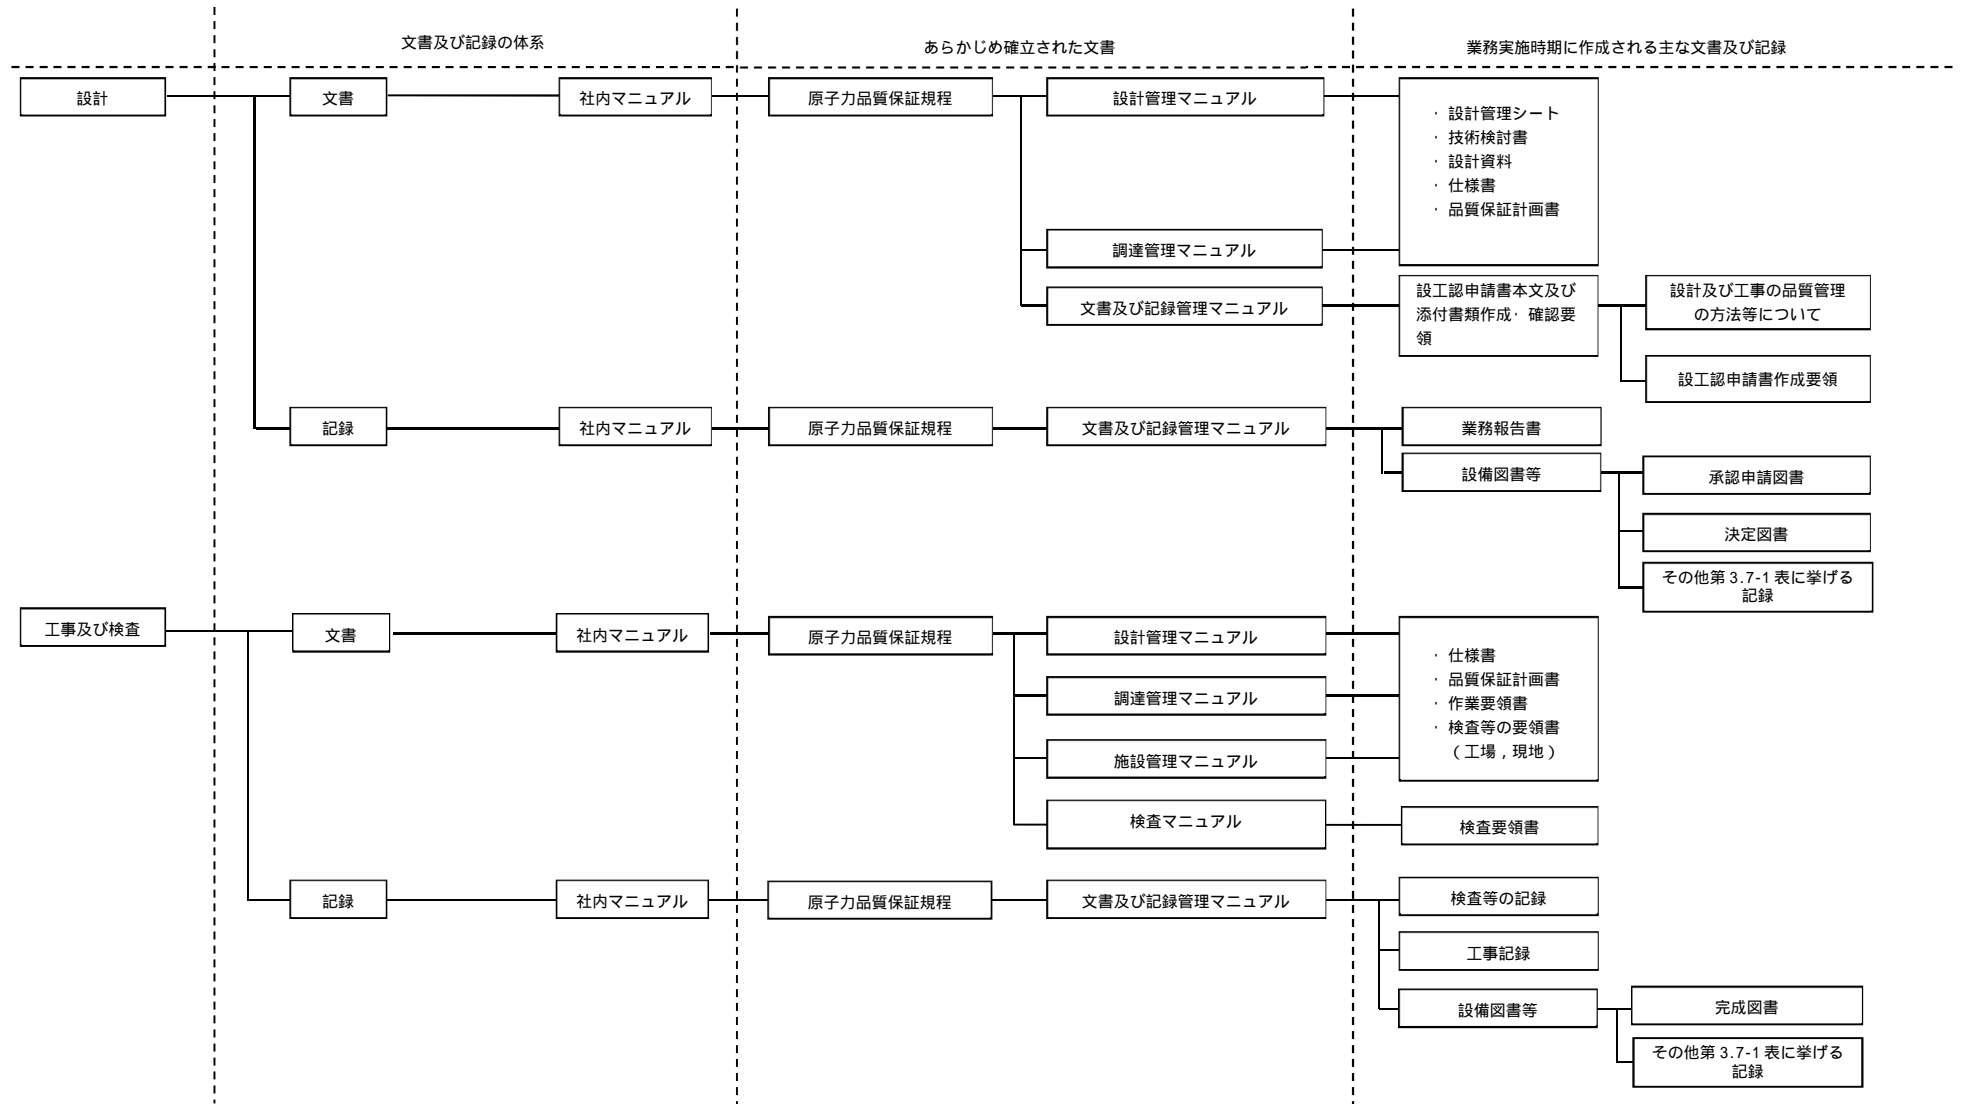 文書及び記録の体系
あらかじめ確立された文書
業務実施時期に作成される主な文書及び記録
設計
文書
社内マニュアル
原子力品質保証規程
設計管理マニュアル
・ 設計管理シート
・ 技術検討書
・ 設計資料
・ 仕様書
・ 品質保証計画書
調達管理マニュアル
文書及び記録管理マニュアル
設工認申請書本文及び
添付書類作成・確認要
領
設計及び工事の品質管理
の方法等について
設工認申請書作成要領
記録
社内マニュアル
原子力品質保証規程
文書及び記録管理マニュアル
業務報告書
設備図書等
承認申請図書
決定図書
その他第 3.7-1 表に挙げる
記録
工事及び検査
文書
社内マニュアル
原子力品質保証規程
設計管理マニュアル
・ 仕様書
・ 品質保証計画書
・ 作業要領書
・ 検査等の要領書
（工場，現地）
調達管理マニュアル
施設管理マニュアル
検査マニュアル
検査要領書
記録
社内マニュアル
原子力品質保証規程
文書及び記録管理マニュアル
検査等の記録
工事記録
設備図書等
完成図書
その他第 3.7-1 表に挙げる
記録